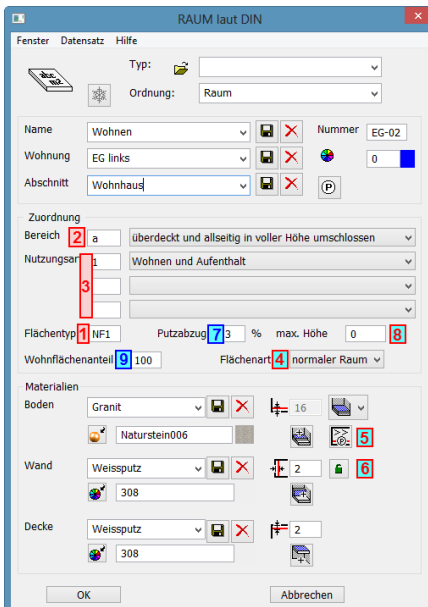 RAUM laut DIN
Fenster Datensatz Hilfe
abc m2
Typ:
Ordnung: Raum
Name Wohnen Nummer EG-02
Wohnung EG links 0
Abschnitt Wohnhaus P
Zuordnung
Bereich 2 a überdeckt und allseitig in voller Höhe umschlossen
Nutzungsart 1 Wohnen und Aufenthalt
3
Flächentyp 1 NF1 Putzabzug 7 3 % max. Höhe 0 8
Wohnflächenanteil 9 100 Flächenart 4 normaler Raum
Materialien
Boden Granit 16
Naturstein006 P 5
Wand Weissputz 2 6
308
Decke Weissputz 2
308
OK Abbrechen